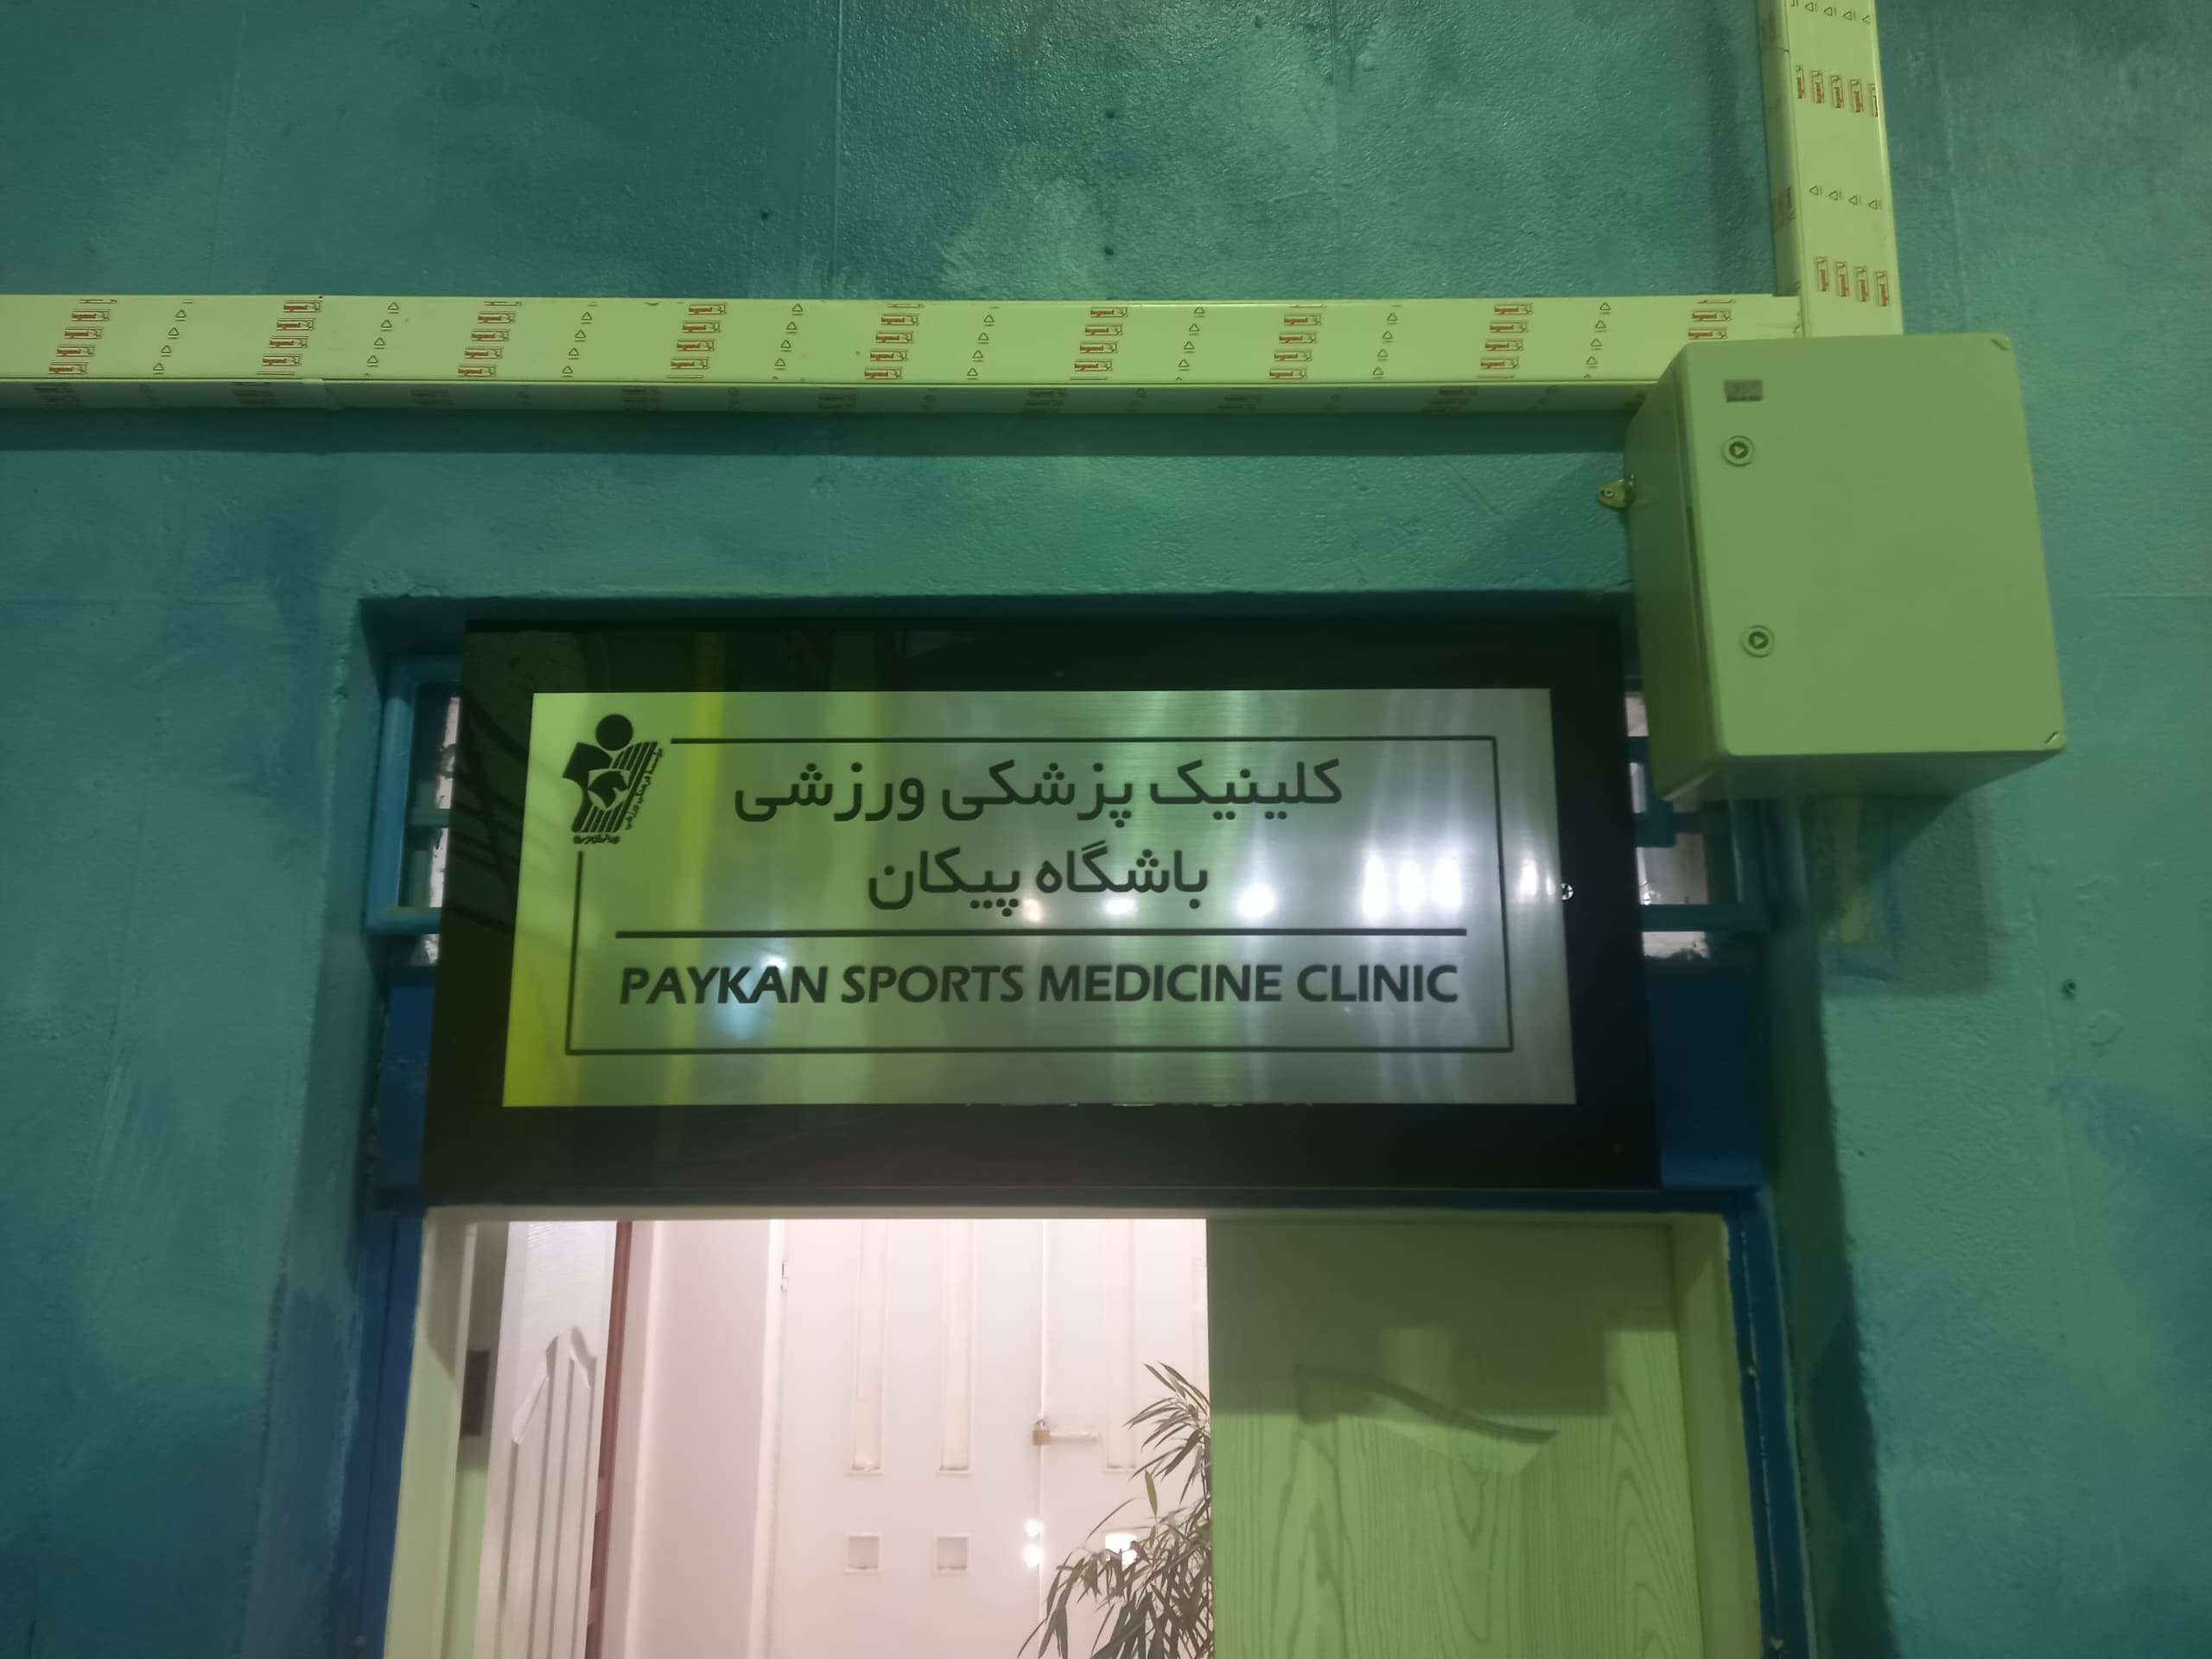 کلینیک پزشکی ورزشی
باشگاه پیکان
PAYKAN SPORTS MEDICINE CLINIC